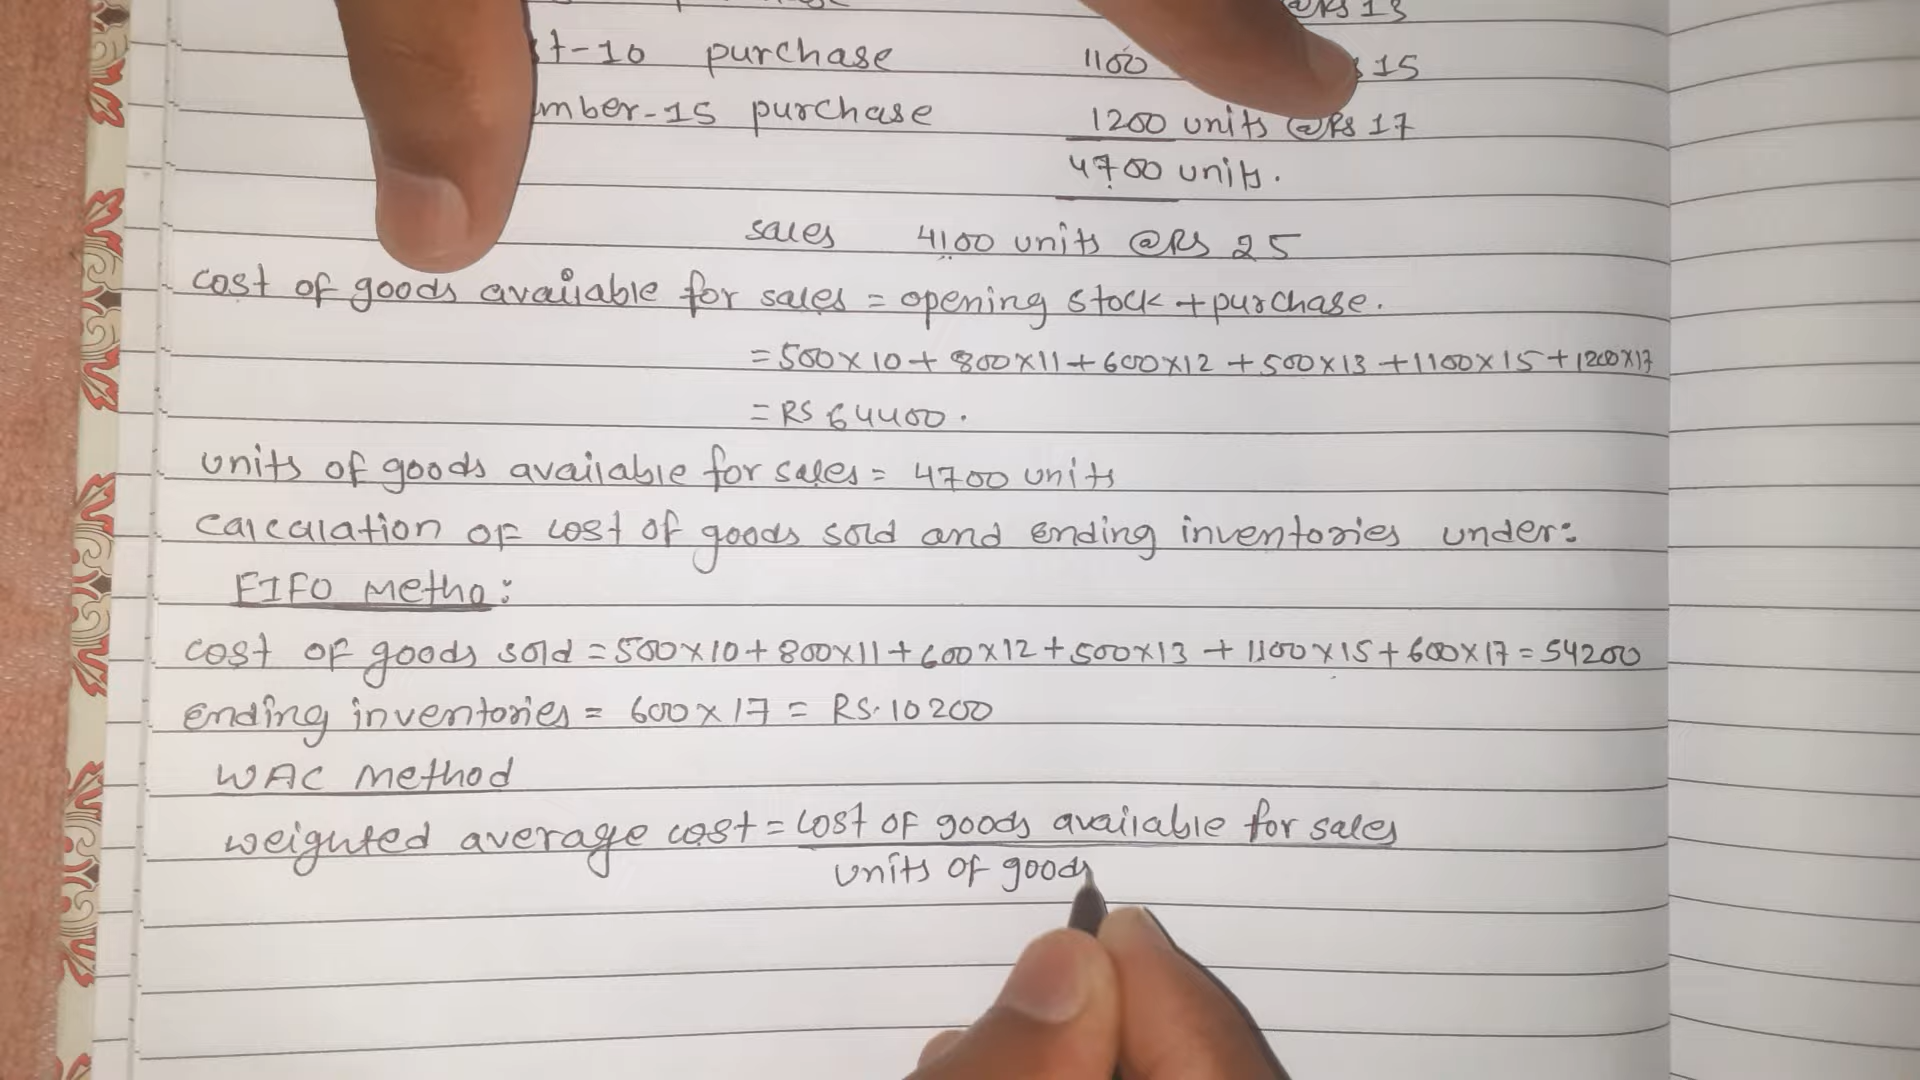 @Rs 13
t-10 purchase 1100 15
mber-15 purchase 1200 units @Rs 17
4700 units.
sales 4100 units @Rs 25
cost of goods available for sales = opening stock + purchase.
= 500 x 10 + 800 x 11 + 600 x 12 + 500 x 13 + 1100 x 15 + 1200 x 17
= RS 64400.
units of goods available for sales = 4700 units
calcalation of cost of goods sold and ending inventories under:
FIFO metho:
cost of goods sold = 500 x 10 + 800 x 11 + 600 x 12 + 500 x 13 + 1100 x 15 + 600 x 17 = 54200
ending inventories = 600 x 17 = RS. 10200
WAC method
weighted average cost = cost of goods available for sales
units of goods